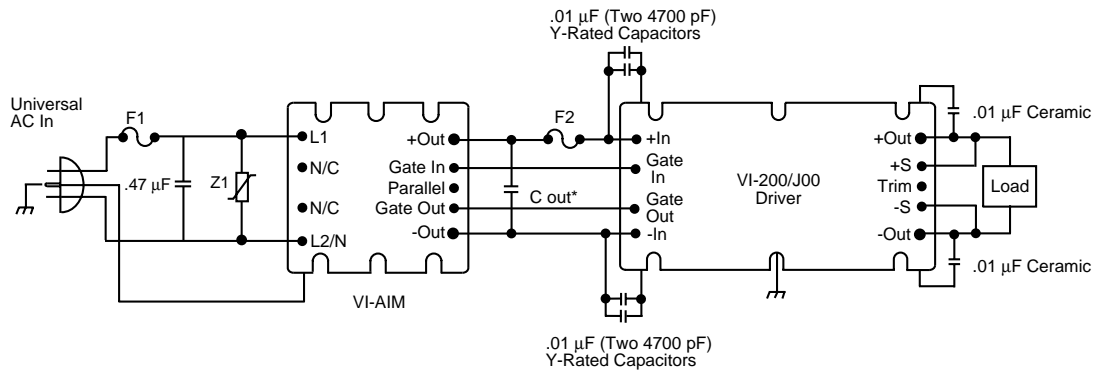 .01 µF (Two 4700 pF)
Y-Rated Capacitors
Universal
AC In
F1
.47 µF
Z1
L1
N/C
N/C
L2/N
+Out
Gate In
Parallel
Gate Out
-Out
VI-AIM
F2
C out*
+In
Gate
In
Gate
Out
-In
VI-200/J00
Driver
+Out
+S
Trim
-S
-Out
.01 µF Ceramic
Load
.01 µF Ceramic
.01 µF (Two 4700 pF)
Y-Rated Capacitors